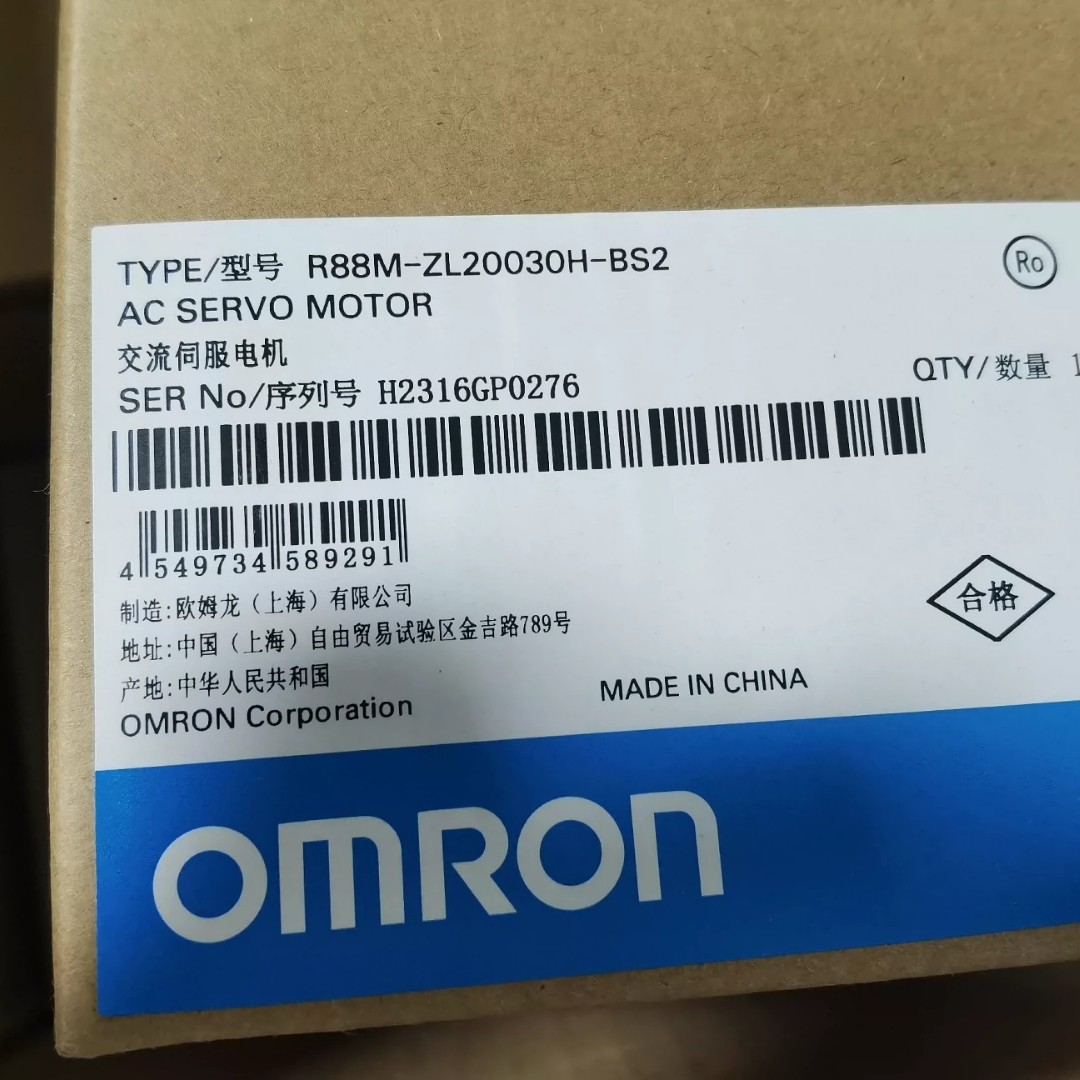 TYPE/型号 R88M-ZL20030H-BS2
Ro
AC SERVO MOTOR
交流伺服电机
QTY/数量 1
SER No/序列号 H2316GP0276
4 549734 589291
制造:欧姆龙（上海）有限公司
地址:中国（上海）自由贸易试验区金吉路789号
产地:中华人民共和国
合格
OMRON Corporation
MADE IN CHINA
OMRON